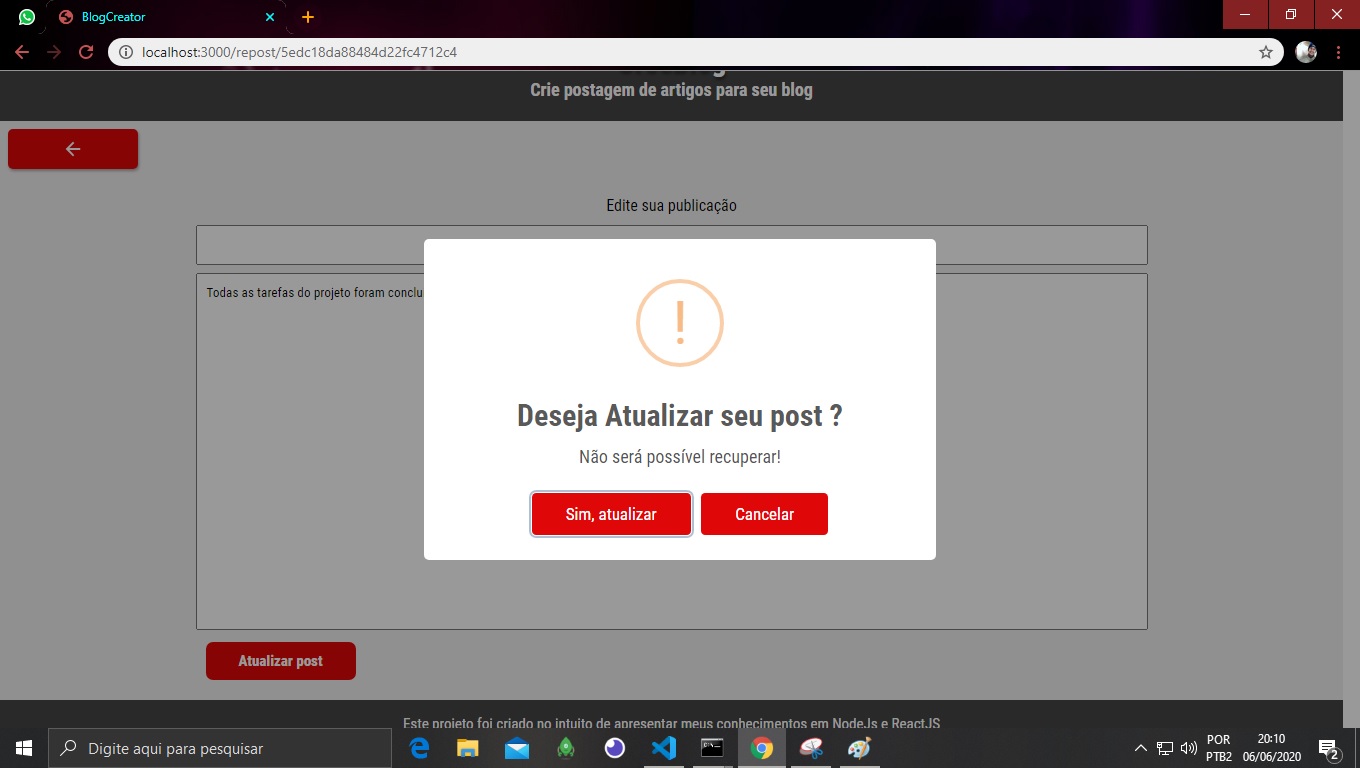 BlogCreator
localhost:3000/repost/5edc18da88484d22fc4712c4
Crie postagem de artigos para seu blog
Edite sua publicação
Todas as tarefas do projeto foram
Deseja Atualizar seu post ?
Não será possível recuperar!
Sim, atualizar
Cancelar
Atualizar post
Este projeto foi criado no intuito de apresentar meus conhecimentos em NodeJs e ReactJS
Digite aqui para pesquisar
POR
PTB2
20:10
06/06/2020
2